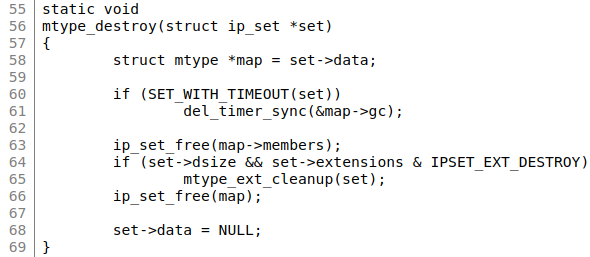 55 static void
56 mtype_destroy(struct ip_set *set)
57 {
58         struct mtype *map = set->data;
59
60         if (SET_WITH_TIMEOUT(set))
61                 del_timer_sync(&map->gc);
62
63         ip_set_free(map->members);
64         if (set->dsize && set->extensions & IPSET_EXT_DESTROY)
65                 mtype_ext_cleanup(set);
66         ip_set_free(map);
67
68         set->data = NULL;
69 }